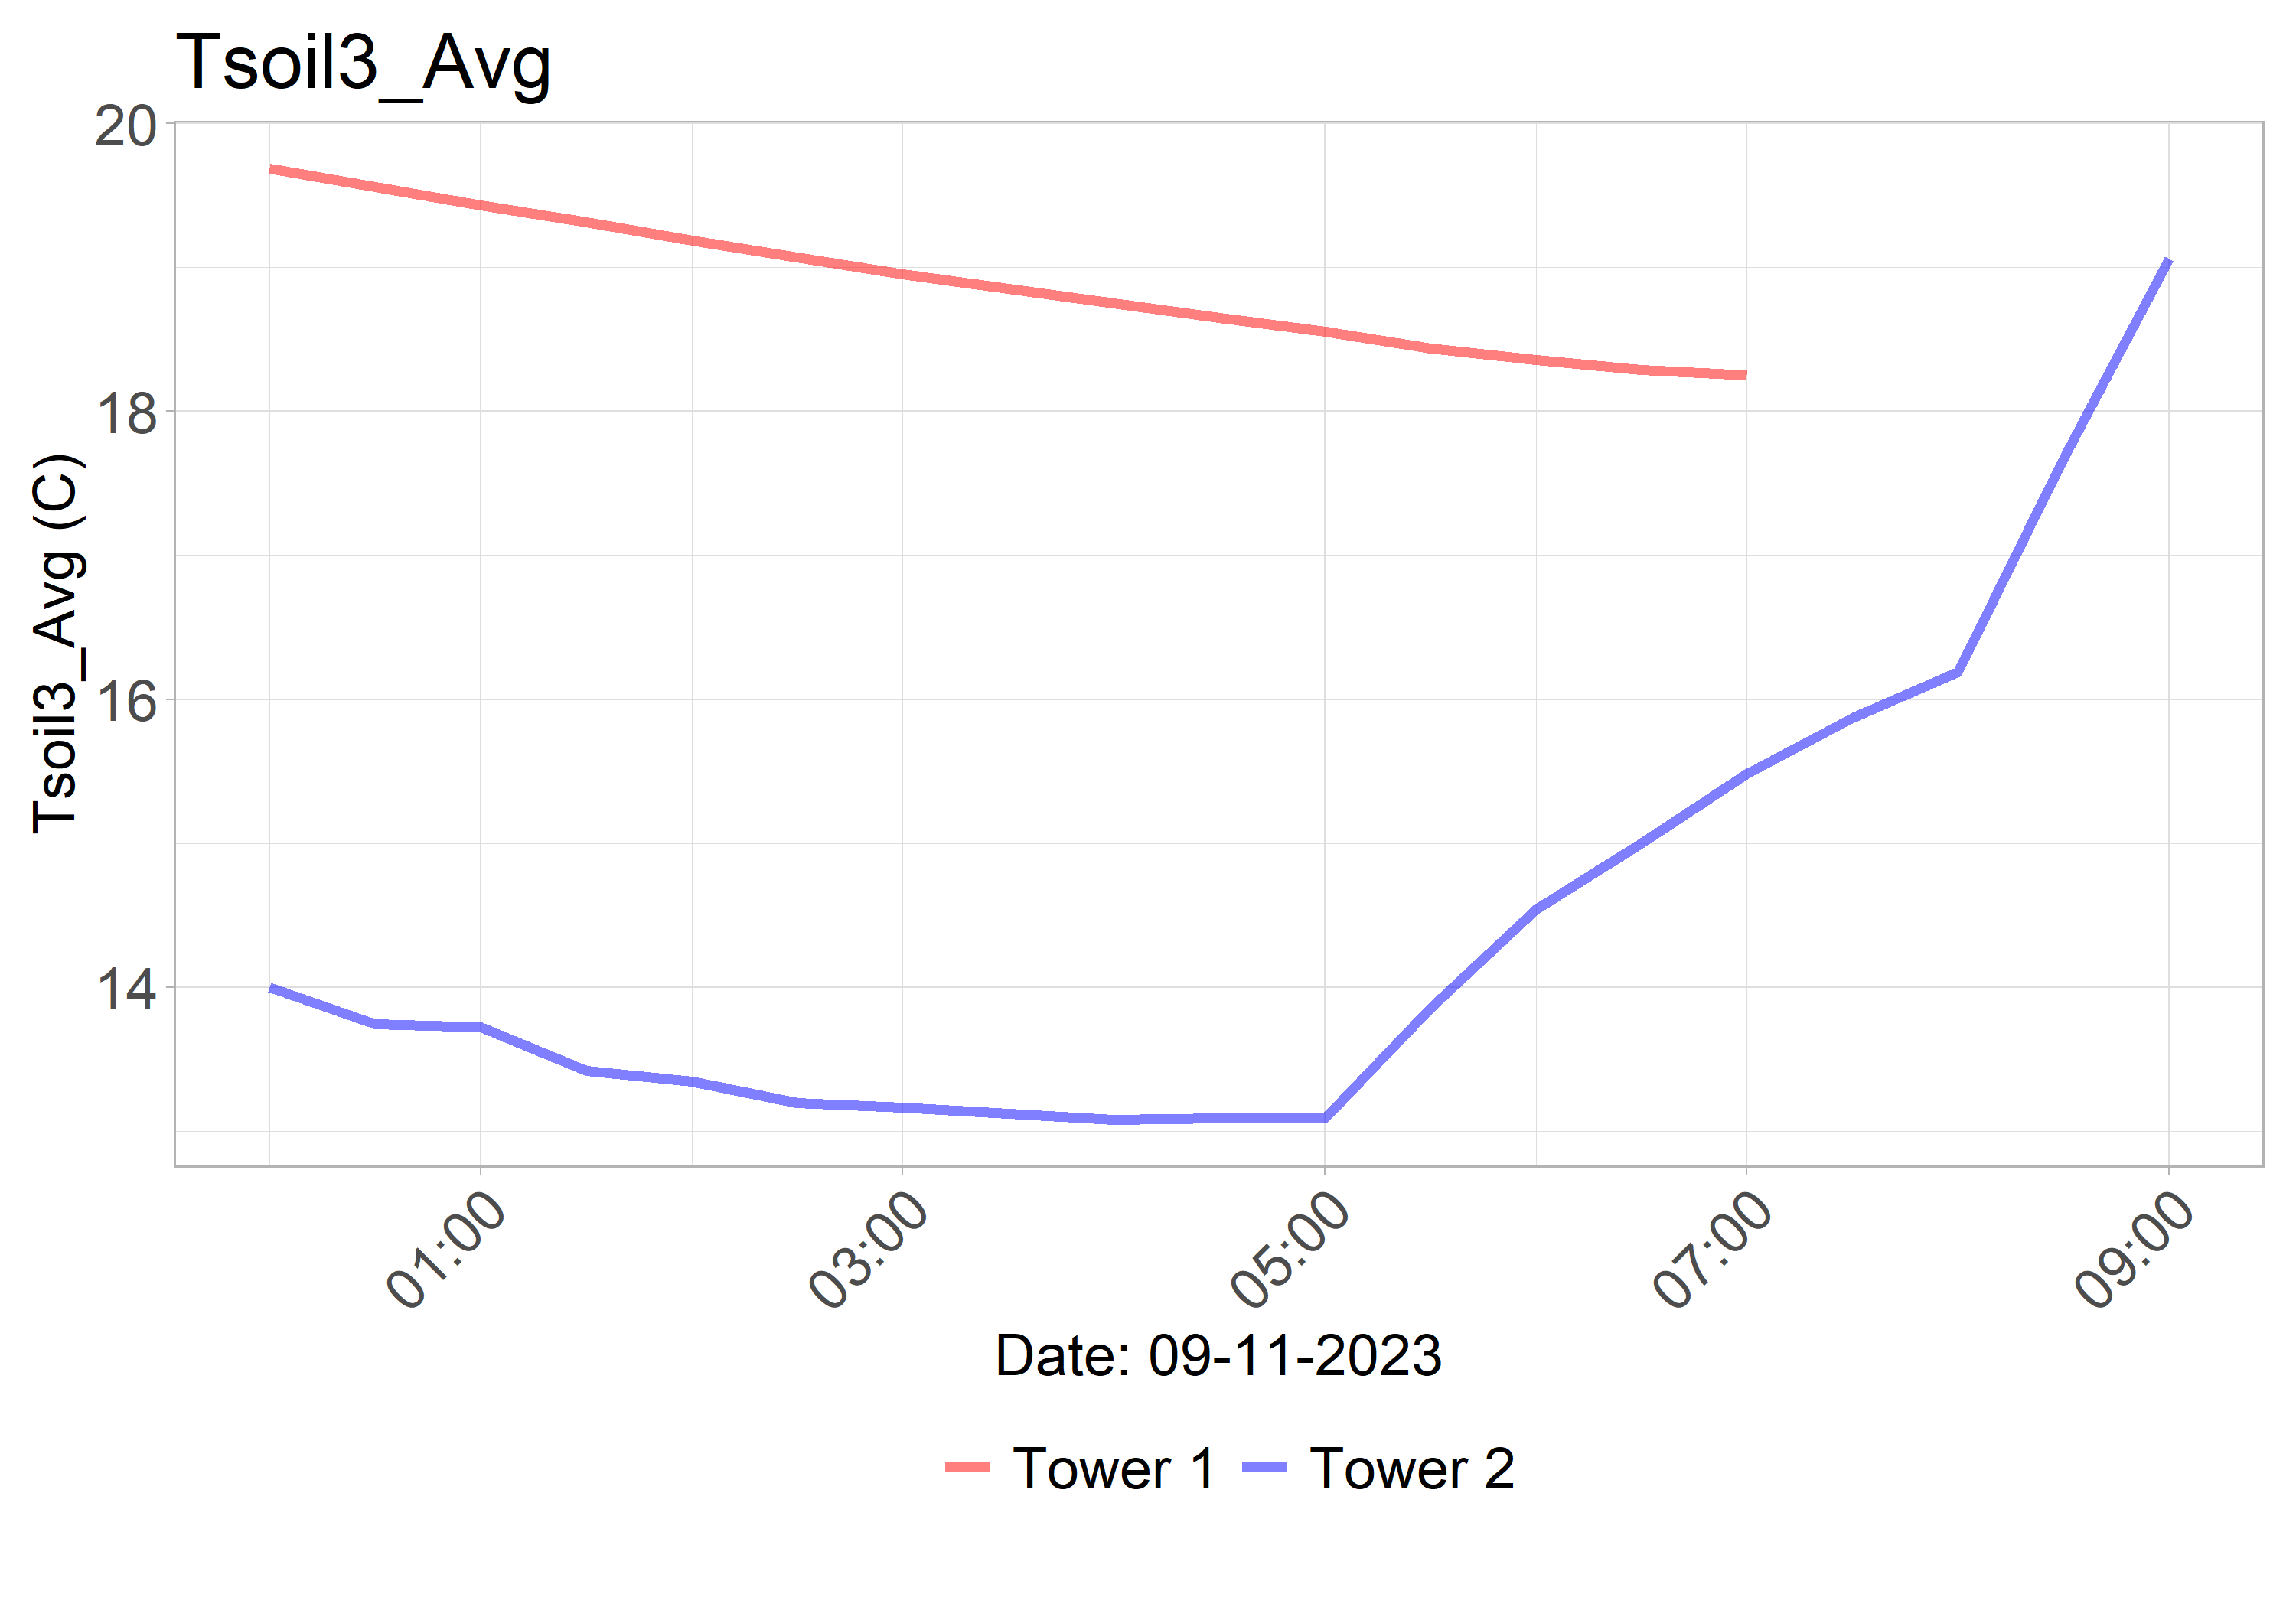 Tsoil3_Avg
Tsoil3_Avg (C)
20
18
16
14
01:00
03:00
05:00
07:00
09:00
Date: 09-11-2023
Tower 1
Tower 2